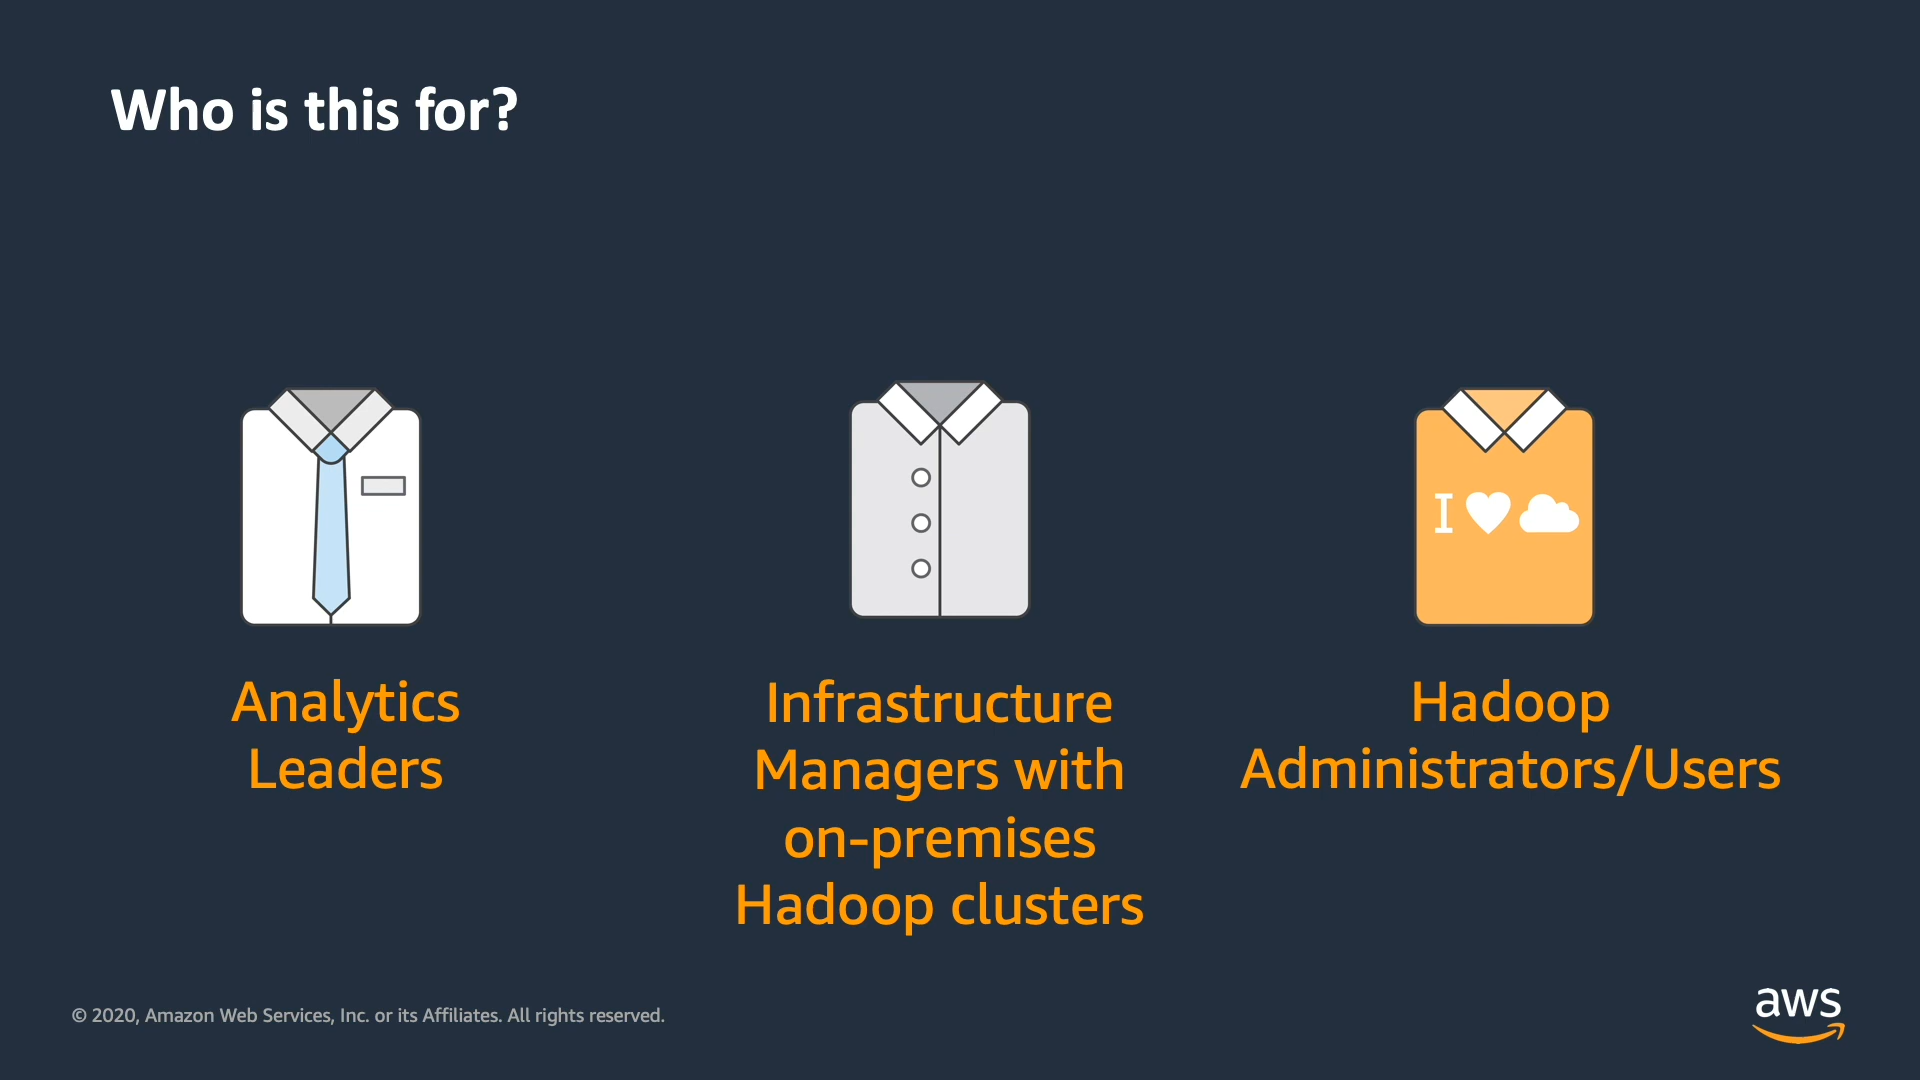 Who is this for?
I
Analytics
Leaders
Infrastructure
Managers with
on-premises
Hadoop clusters
Hadoop
Administrators/Users
© 2020, Amazon Web Services, Inc. or its Affiliates. All rights reserved.
aws